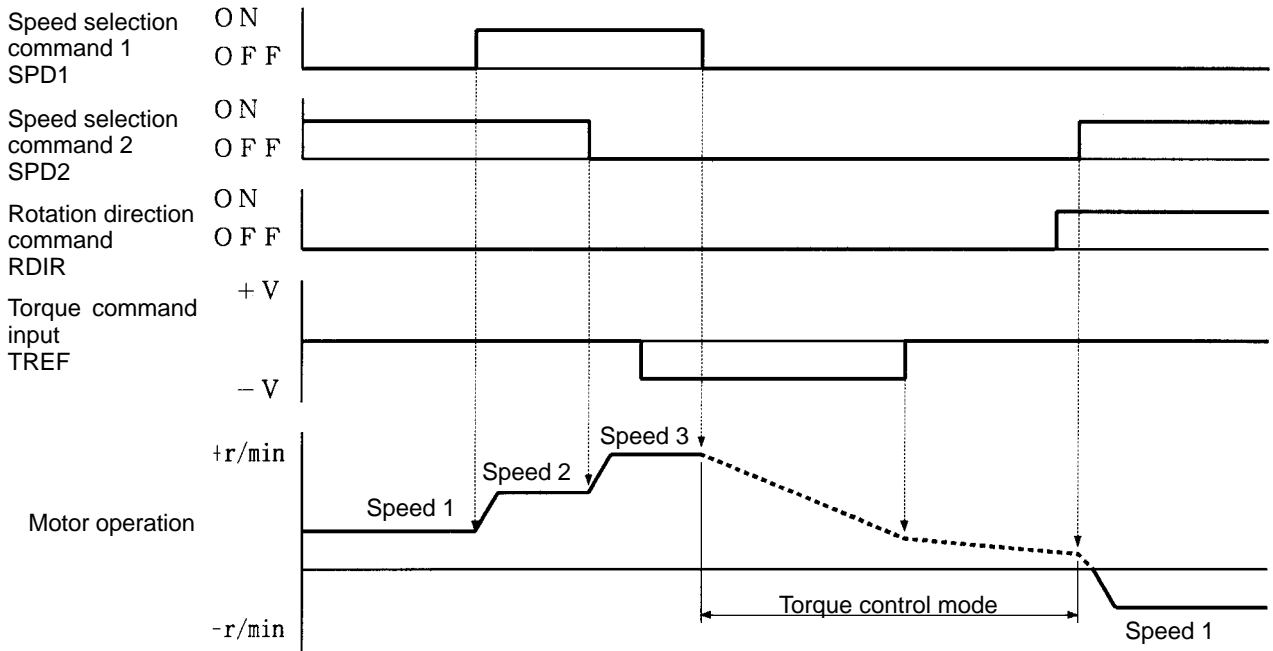 Speed selection
command 1
SPD1
ON
OFF
Speed selection
command 2
SPD2
ON
OFF
Rotation direction
command
RDIR
ON
OFF
Torque command
input
TREF
+ V
− V
Motor operation
+r/min
-r/min
Speed 1
Speed 2
Speed 3
Torque control mode
Speed 1